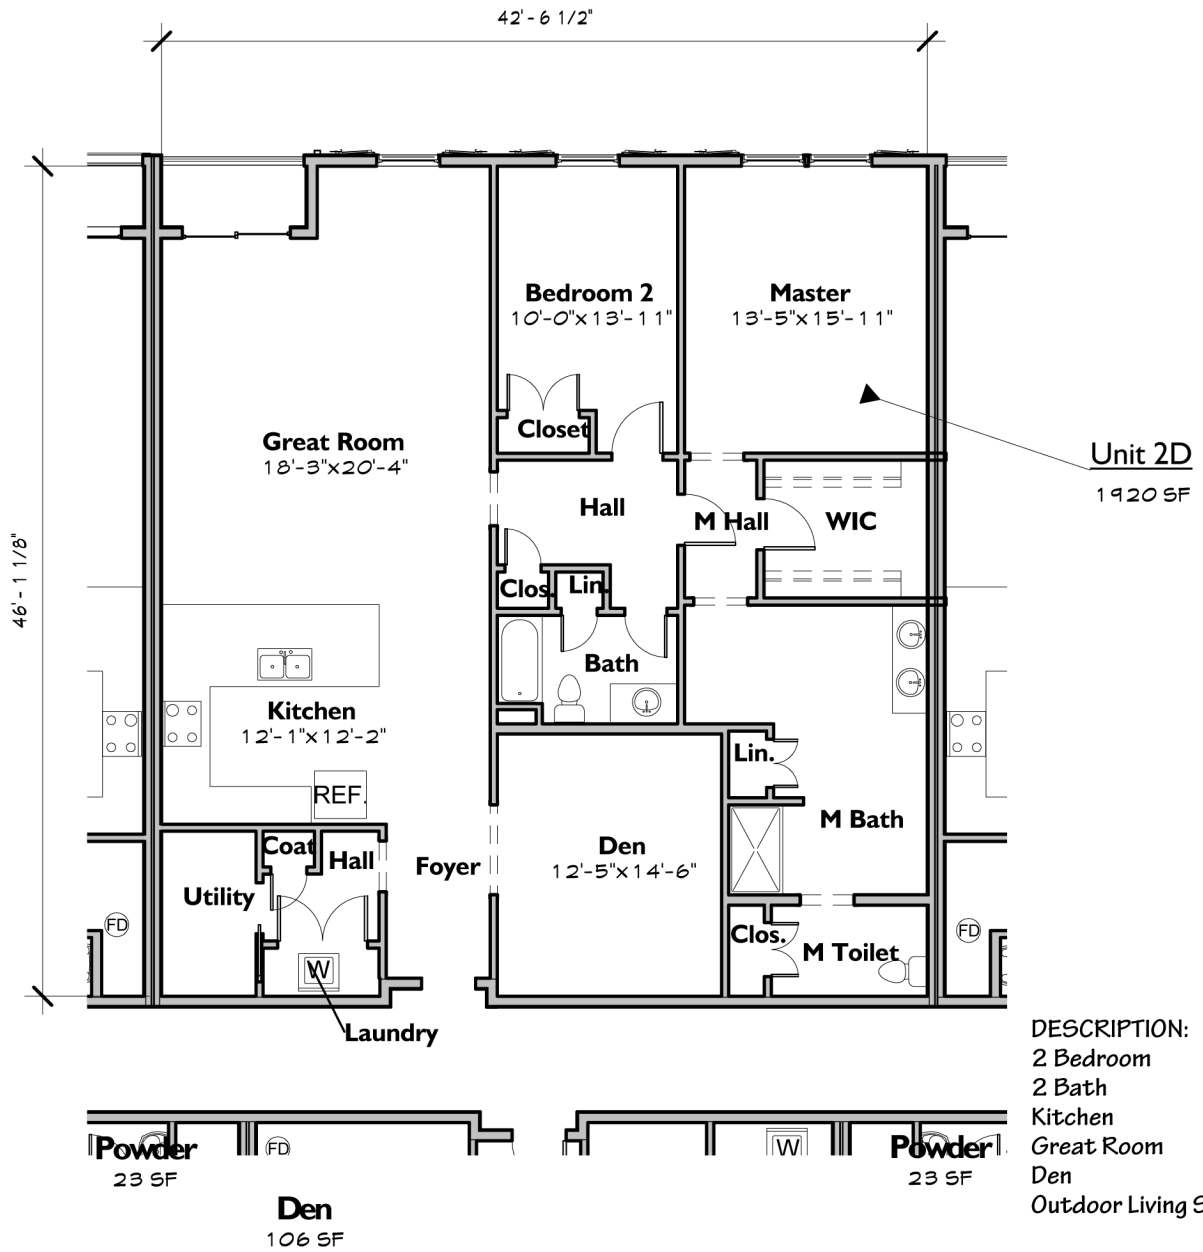 42'-6 1/2"
46'-1 1/8"
Bedroom 2
10'-0"x13'-11"
Master
13'-5"x15'-11"
Closet
Great Room
18'-3"x20'-4"
Unit 2D
1920 SF
Hall
M Hall
WIC
Clos.
Lin.
Bath
Kitchen
12'-1"x12'-2"
REF.
Lin.
M Bath
Coat
Hall
Foyer
Den
12'-5"x14'-6"
Utility
FD
FD
Clos.
M Toilet
W
Laundry
DESCRIPTION:
2 Bedroom
2 Bath
Kitchen
Great Room
Den
Outdoor Living S
Powder
23 SF
FD
W
Powder
23 SF
Den
106 SF